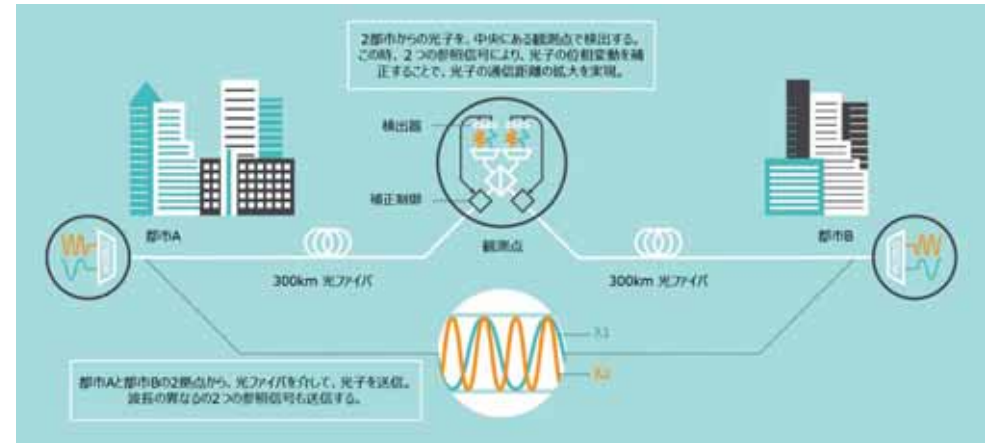 2都市からの光子を、中央にある観測点で検出する。
この時、2つの参照信号により、光子の位相変動を補
正することで、光子の通信距離の拡大を実現。
検出器
補正制御
観測点
都市A
都市B
300km 光ファイバ
300km 光ファイバ
λ1
λ2
都市Aと都市Bの2拠点から、光ファイバを介して、光子を送信。
波長の異なるの2つの参照信号も送信する。